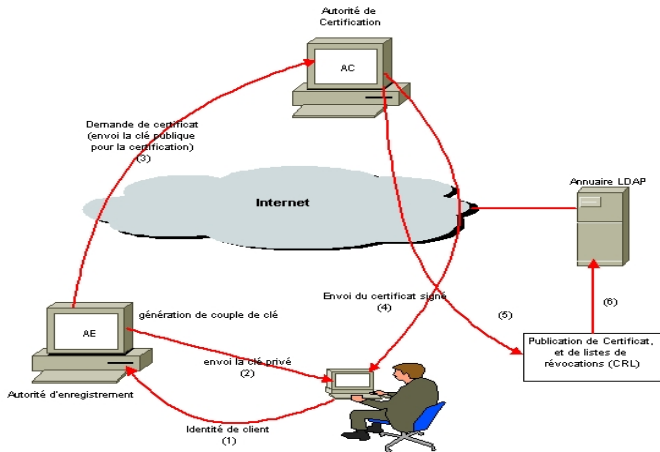 Autorité de
Certification
AC
Demande de certificat
(envoi la clé publique
pour la certification)
(3)
Annuaire LDAP
Internet
Envoi du certificat signé
(4)
(5)
(6)
génération de couple de clé
AE
Publication de Certificat,
et de listes de
révocations (CRL)
envoi la clé privé
(2)
Autorité d'enregistrement
Identité de client
(1)